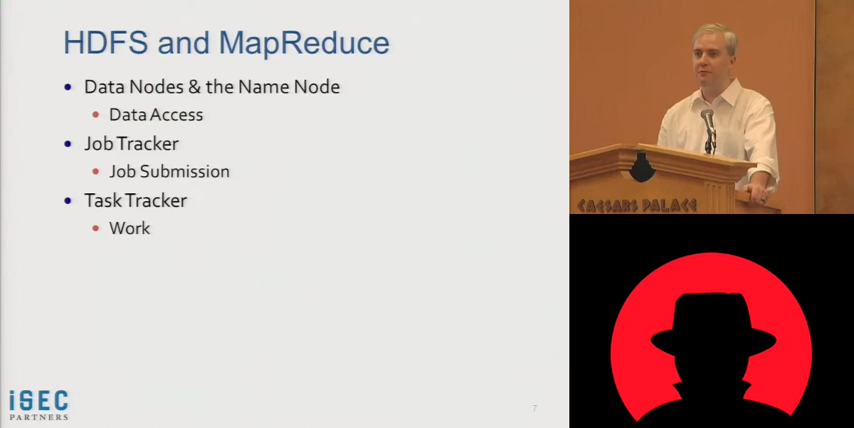 HDFS and MapReduce
Data Nodes & the Name Node
Data Access
Job Tracker
Job Submission
Task Tracker
Work
iSEC
PARTNERS
7
CAESARS PALACE